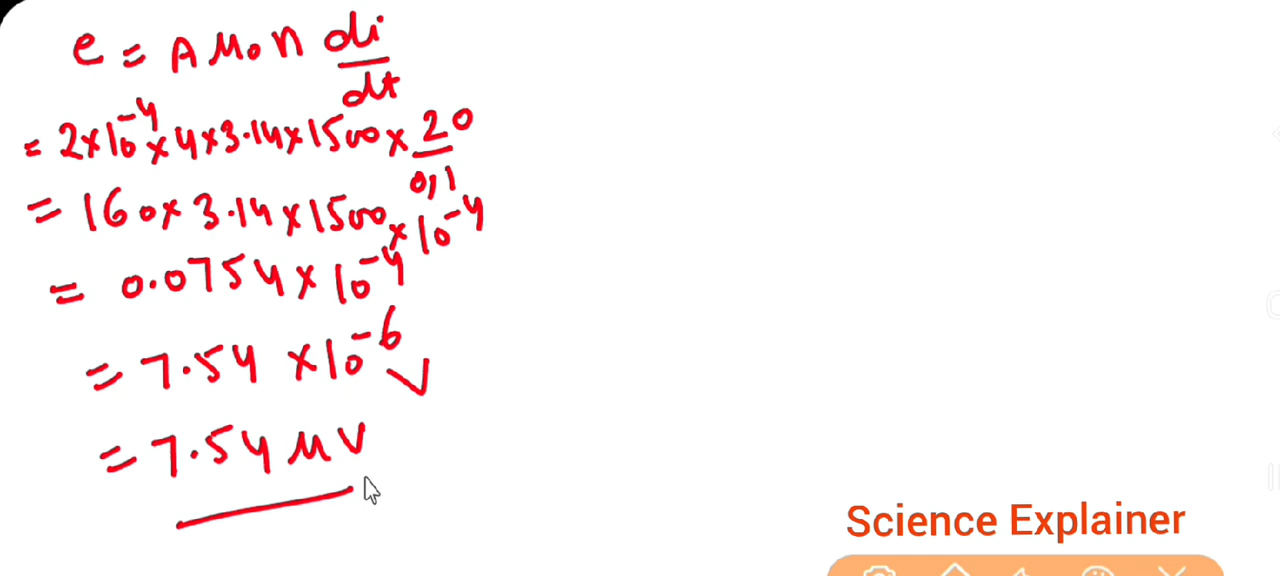 e = A μ₀ n di/dt
= 2×10⁻⁴ × 4×3.14×1500 × 20/0,1
= 160×3.14×1500 × 10⁻⁴
= 0.0754 × 10⁻⁴
= 7.54 × 10⁻⁶ ✓
= 7.54 μV
Science Explainer